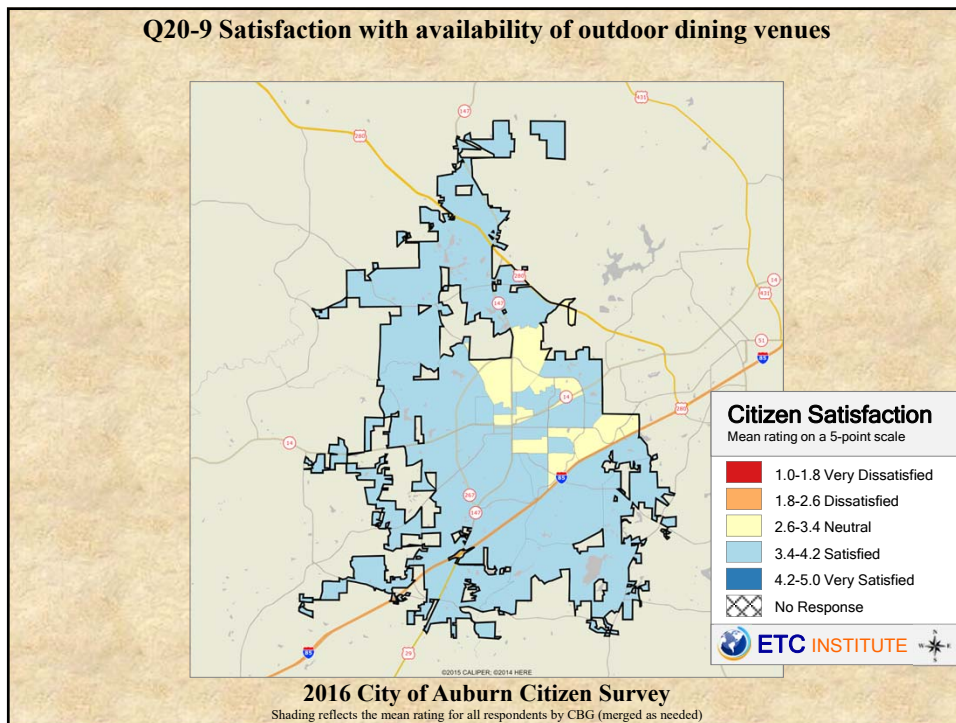 Q20-9 Satisfaction with availability of outdoor dining venues
147
431
280
280
147
14
431
51
85
14
280
14
85
267
147
85
29
©2015 CALIPER; ©2014 HERE
Citizen Satisfaction
Mean rating on a 5-point scale
1.0-1.8 Very Dissatisfied
1.8-2.6 Dissatisfied
2.6-3.4 Neutral
3.4-4.2 Satisfied
4.2-5.0 Very Satisfied
No Response
ETC INSTITUTE
N
W E
S
2016 City of Auburn Citizen Survey
Shading reflects the mean rating for all respondents by CBG (merged as needed)